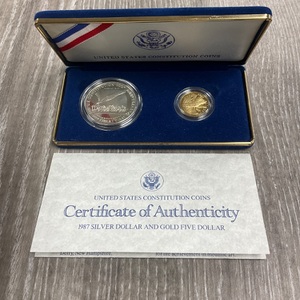 UNITED STATES CONSTITUTION COINS
UNITED STATES CONSTITUTION COINS
Certificate of Authenticity
1987 SILVER DOLLAR AND GOLD FIVE DOLLAR